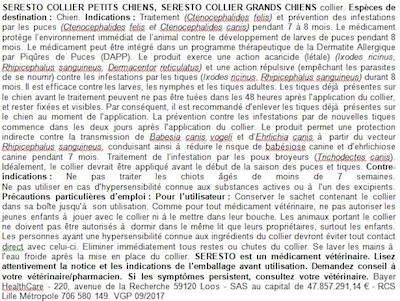 SERESTO COLLIER PETITS CHIENS, SERESTO COLLIER GRANDS CHIENS collier. Espèces de
destination : Chien. Indications : Traitement (Ctenocephalides felis) et prévention des infestations
par les puces (Ctenocephalides felis et Ctenocephalides canis) pendant 7 à 8 mois. Le médicament
protège l'environnement immédiat de l'animal contre le développement de larves de puces pendant 8
mois. Le médicament peut être intégré dans un programme thérapeutique de la Dermatite Allergique
par Piqûres de Puces (DAPP). Le produit exerce une action acaricide (létale) (Ixodes ricinus,
Rhipicephalus sanguineus, Dermacentor reticulatus) et une action répulsive (empêchant les parasites
de se nourrir) contre les infestations par les tiques (Ixodes ricinus, Rhipicephalus sanguineus) durant 8
mois. Il est efficace contre les larves, les nymphes et les tiques adultes. Les tiques déjà présentes sur
le chien avant le traitement peuvent ne pas être tuées dans les 48 heures après l'application du collier,
et rester fixées et visibles. Par conséquent, il est recommandé d'enlever les tiques déjà présentes sur
le chien au moment de l'application. La prévention contre les infestations par de nouvelles tiques
commence dans les deux jours après l'application du collier. Le produit permet une protection
indirecte contre la transmission de Babesia canis vogeli et d'Ehrlichia canis à partir du vecteur
Rhipicephalus sanguineus, conduisant ainsi à réduire le risque de babésiose canine et d'ehrlichiose
canine pendant 7 mois. Traitement de l'infestation par les poux broyeurs (Trichodectes canis).
Idéalement, le collier devrait être appliqué avant le début de la saison des puces et tiques. Contre-
indications : Ne pas traiter les chiots âgés de moins de 7 semaines.
Ne pas utiliser en cas d'hypersensibilité connue aux substances actives ou à l'un des excipients.
Précautions particulières d'emploi : Pour l'utilisateur : Conserver le sachet contenant le collier
dans sa boîte jusqu'à son utilisation. Comme pour tout médicament vétérinaire, ne pas autoriser les
jeunes enfants à jouer avec le collier ni à le mettre dans leur bouche. Les animaux portant le collier
ne doivent pas être autorisés à dormir dans le même lit que leurs propriétaires, surtout les enfants.
Les personnes ayant une hypersensibilité connue aux ingrédients du collier devront éviter tout contact
direct avec celui-ci. Eliminer immédiatement tous restes ou chutes du collier. Se laver les mains à
l'eau froide après la mise en place du collier. SERESTO est un médicament vétérinaire. Lisez
attentivement la notice et les indications de l'emballage avant utilisation. Demandez conseil à
votre vétérinaire/pharmacien. Si les symptômes persistent, consultez votre vétérinaire. Bayer
HealthCare - 220, avenue de la Recherche 59120 Loos - SAS au capital de 47.857.291,14 € - RCS
Lille Métropole 706 580 149. VGP 09/2017